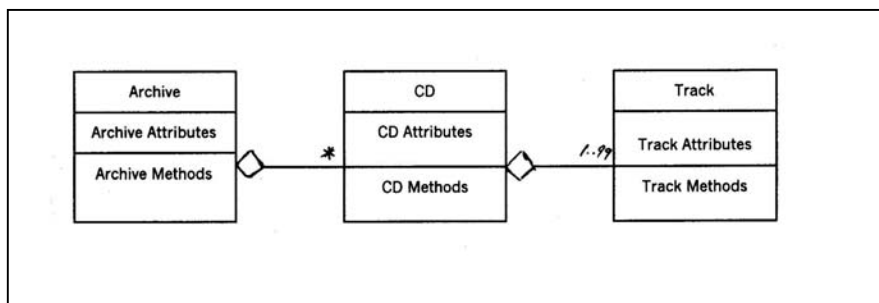 Archive
Archive Attributes
Archive Methods
*
CD
CD Attributes
CD Methods
1..99
Track
Track Attributes
Track Methods